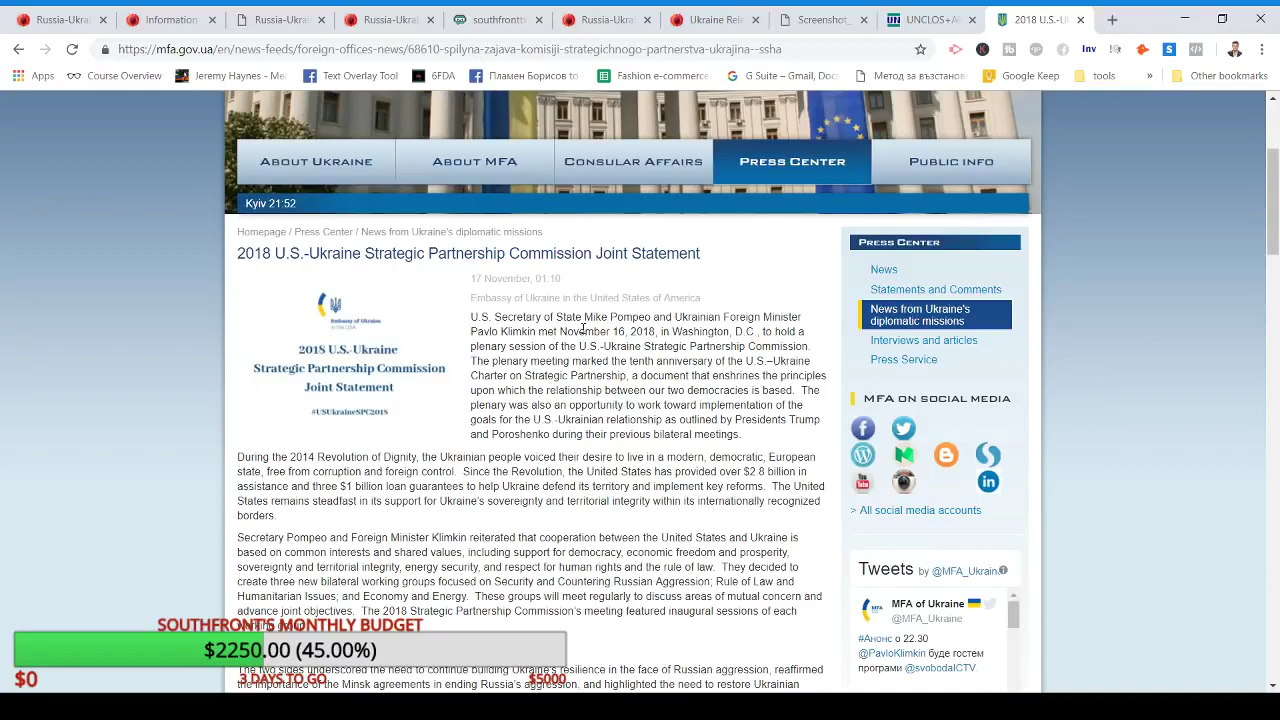 Russia-Ukra
Information
Russia-Ukra
Russia-Ukra
southfront
Russia-Ukra
Ukraine Rel
Screenshot_
UNCLOS+A
2018 U.S.-U
https://mfa.gov.ua/en/news-feeds/foreign-offices-news/68610-spilyna-zajava-komisiji-strategichnogo-partnerstva-ukrajina--ssha
Inv
Apps
Course Overview
Jeremy Haynes - Me
Text Overlay Tool
6FDA
Пламен Борисов to
Fashion e-commerce
G Suite – Gmail, Doc
Метод за възстанов
Google Keep
tools
»
Other bookmarks
ABOUT UKRAINE
ABOUT MFA
CONSULAR AFFAIRS
PRESS CENTER
PUBLIC INFO
Kyiv 21:52
Homepage / Press Center / News from Ukraine's diplomatic missions
2018 U.S.-Ukraine Strategic Partnership Commission Joint Statement
17 November, 01:10
Embassy of Ukraine in the United States of America
Embassy of Ukraine
in the USA
2018 U.S.-Ukraine
Strategic Partnership Commission
Joint Statement
#USUkraineSPC2018
U.S. Secretary of State Mike Pompeo and Ukrainian Foreign Minister
Pavlo Klimkin met November 16, 2018, in Washington, D.C., to hold a
plenary session of the U.S.-Ukraine Strategic Partnership Commission.
The plenary meeting marked the tenth anniversary of the U.S.–Ukraine
Charter on Strategic Partnership, a document that enshrines the principles
upon which the relationship between our two democracies is based. The
plenary was also an opportunity to work toward implementation of the
goals for the U.S.-Ukrainian relationship as outlined by Presidents Trump
and Poroshenko during their previous bilateral meetings.
During the 2014 Revolution of Dignity, the Ukrainian people voiced their desire to live in a modern, democratic, European
state, free from corruption and foreign control. Since the Revolution, the United States has provided over $2.8 billion in
assistance and three $1 billion loan guarantees to help Ukraine defend its territory and implement key reforms. The United
States remains steadfast in its support for Ukraine's sovereignty and territorial integrity within its internationally recognized
borders.
Secretary Pompeo and Foreign Minister Klimkin reiterated that cooperation between the United States and Ukraine is
based on common interests and shared values, including support for democracy, economic freedom and prosperity,
sovereignty and territorial integrity, energy security, and respect for human rights and the rule of law. They decided to
create three new bilateral working groups focused on Security and Countering Russian Aggression; Rule of Law and
Humanitarian Issues; and Economy and Energy. These groups will meet regularly to discuss areas of mutual concern and
advance joint objectives. The 2018 Strategic Partnership Commission's meeting featured inaugural sessions of each
The two sides underscored the need to continue building Ukraine's resilience in the face of Russian aggression, reaffirmed
the importance of the Minsk agreements in ending Russia's aggression, and highlighted the need to restore Ukrainian
PRESS CENTER
News
Statements and Comments
News from Ukraine's
diplomatic missions
Interviews and articles
Press Service
MFA ON SOCIAL MEDIA
> All social media accounts
Tweets by @MFA_Ukrain
MFA of Ukraine
@MFA_Ukraine
#Анонс о 22.30
@PavloKlimkin буде гостем
програми @svobodaICTV
SOUTHFRONT'S MONTHLY BUDGET
$2250.00 (45.00%)
$0
3 DAYS TO GO
$5000